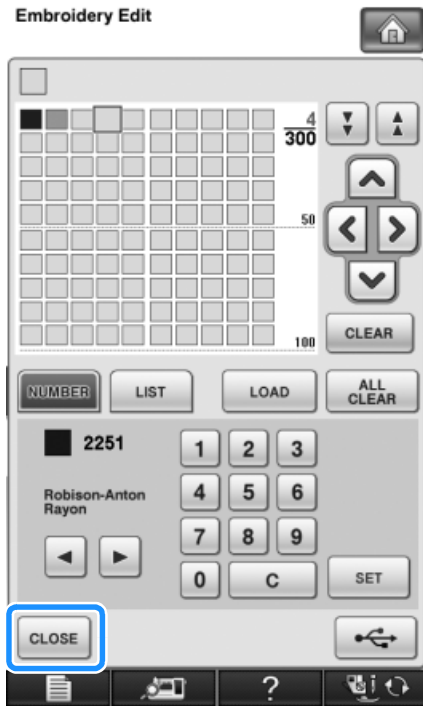 Embroidery Edit
4
300
50
100
CLEAR
NUMBER LIST LOAD ALL CLEAR
2251
Robison-Anton
Rayon
1 2 3
4 5 6
7 8 9
0 C SET
CLOSE
?